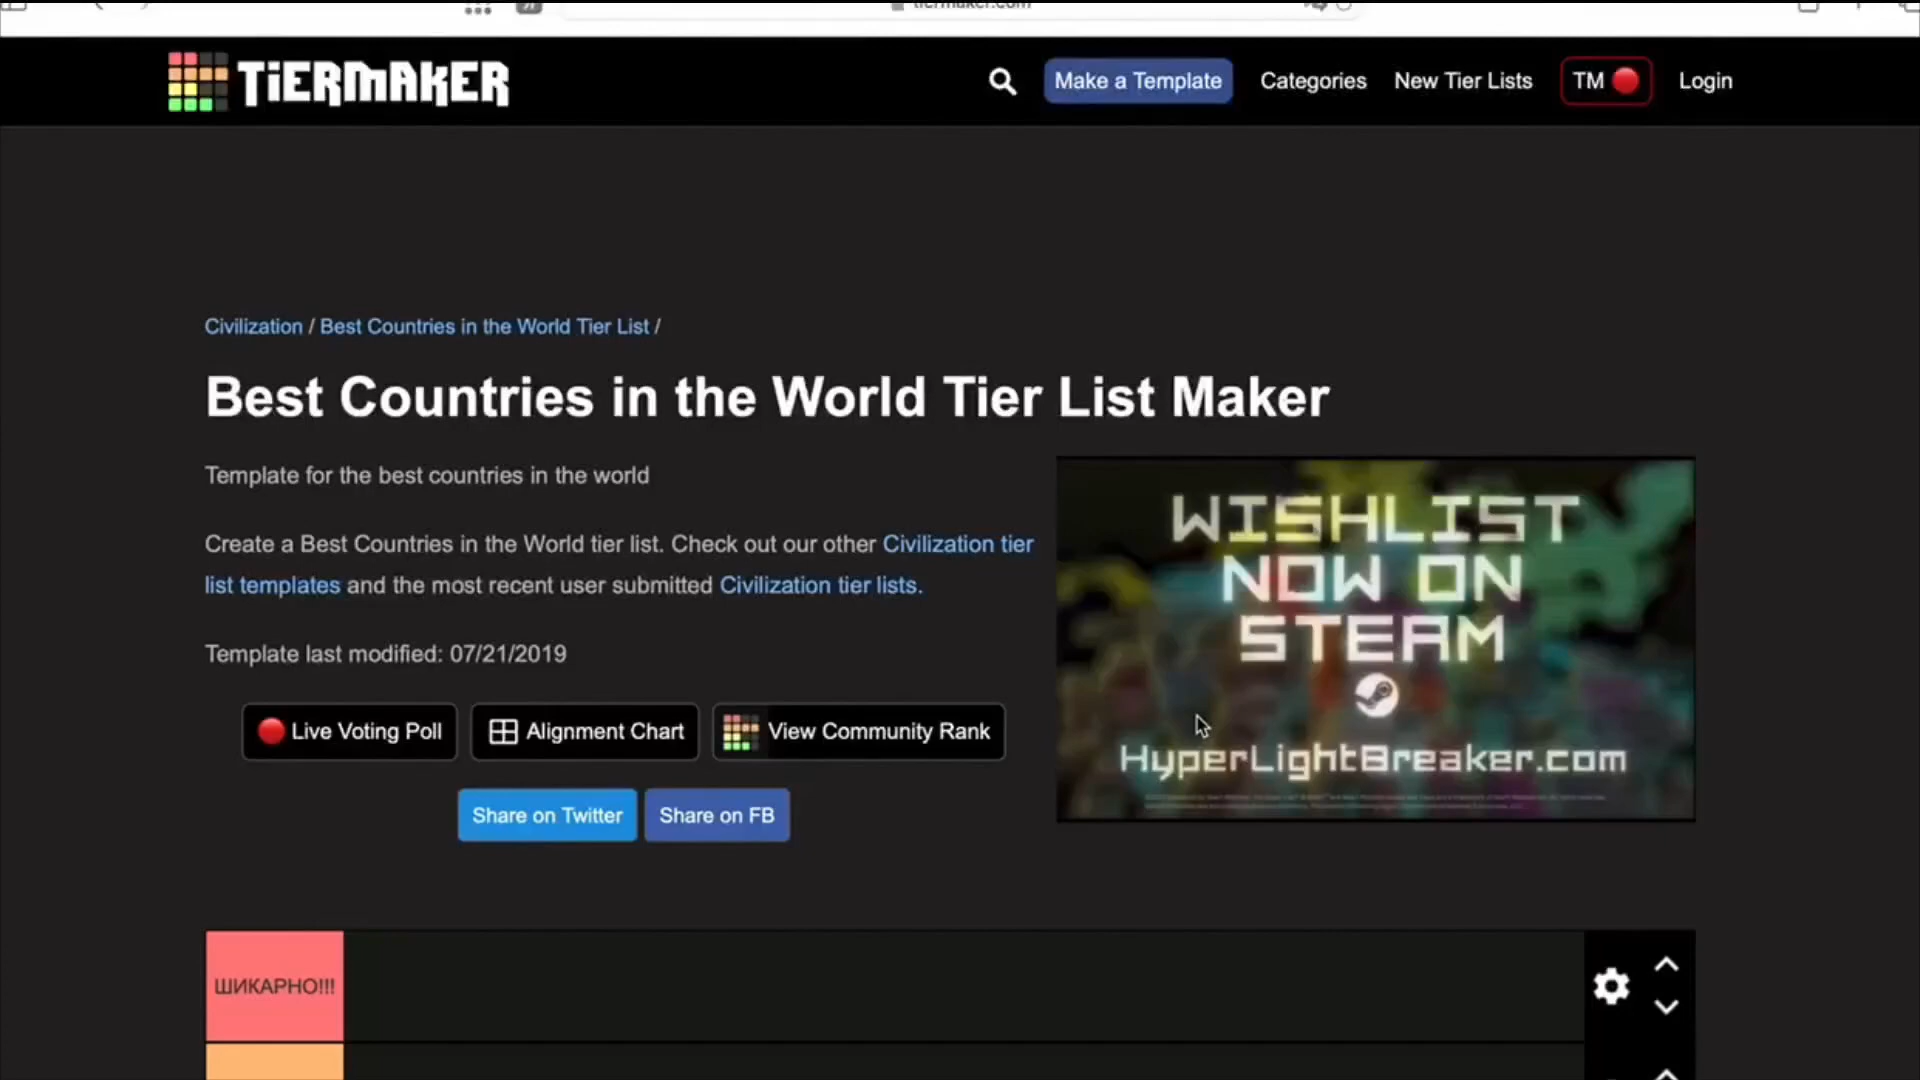 tiermaker.com
TiERMAKER
Make a Template
Categories
New Tier Lists
TM
Login
Civilization / Best Countries in the World Tier List /
Best Countries in the World Tier List Maker
Template for the best countries in the world
Create a Best Countries in the World tier list. Check out our other Civilization tier
list templates and the most recent user submitted Civilization tier lists.
Template last modified: 07/21/2019
WISHLIST
NOW ON
STEAM
HyperLightBreaker.com
Live Voting Poll
Alignment Chart
View Community Rank
Share on Twitter
Share on FB
ШИКАРНО!!!